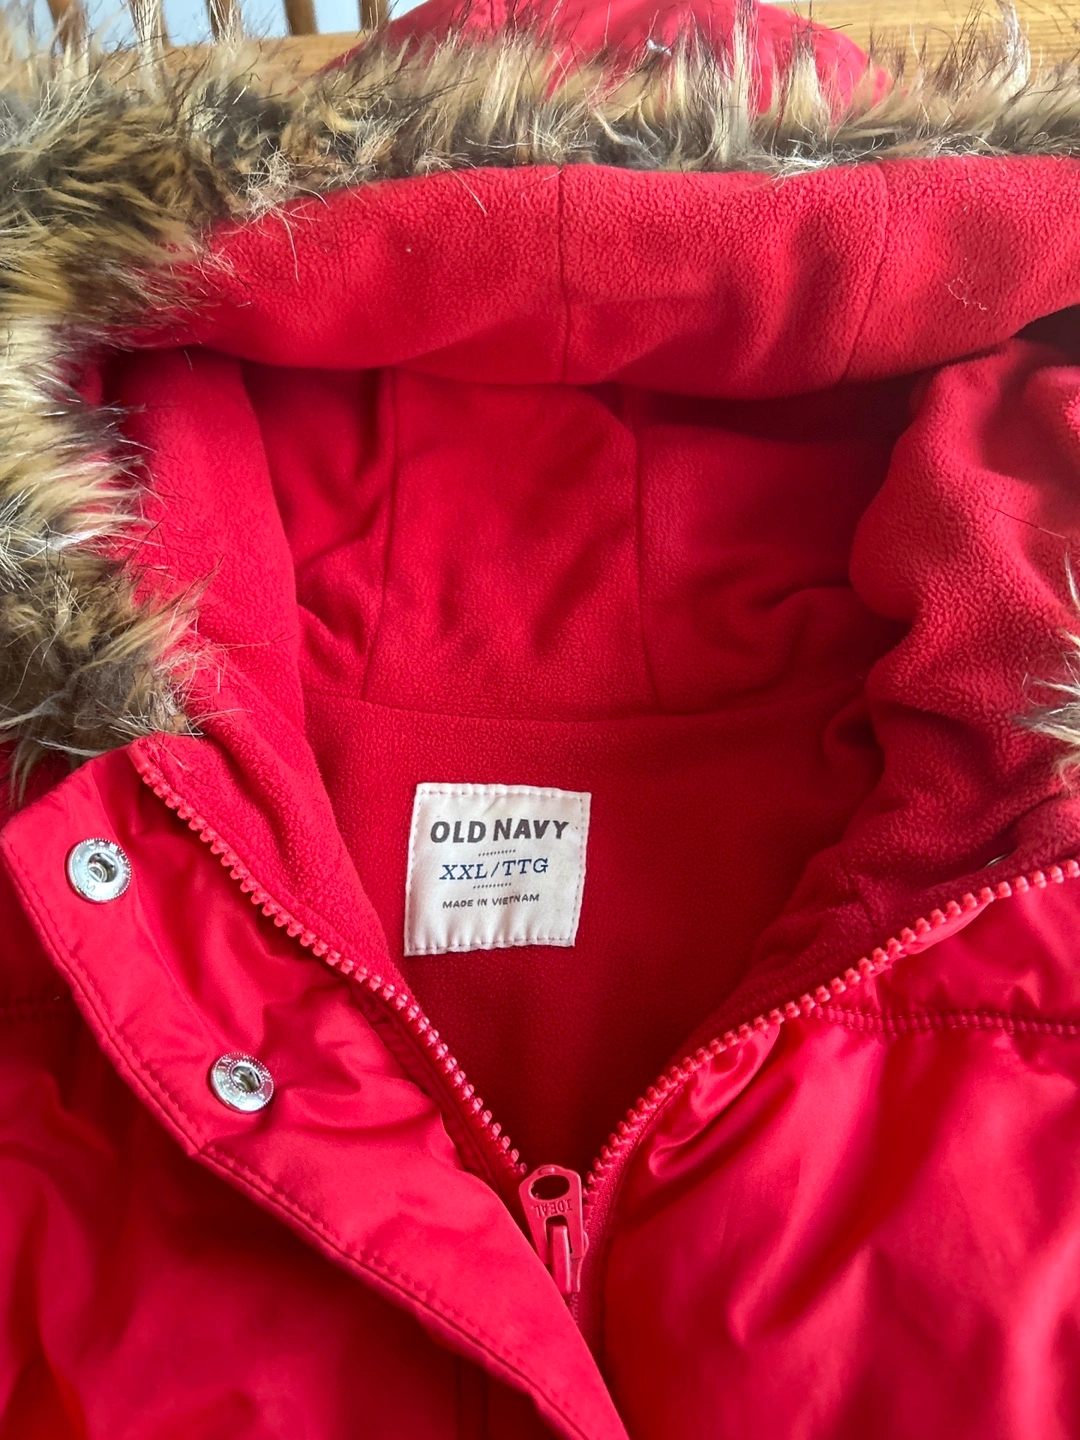 OLD NAVY
XXL/TTG
MADE IN VIETNAM
IDEAL